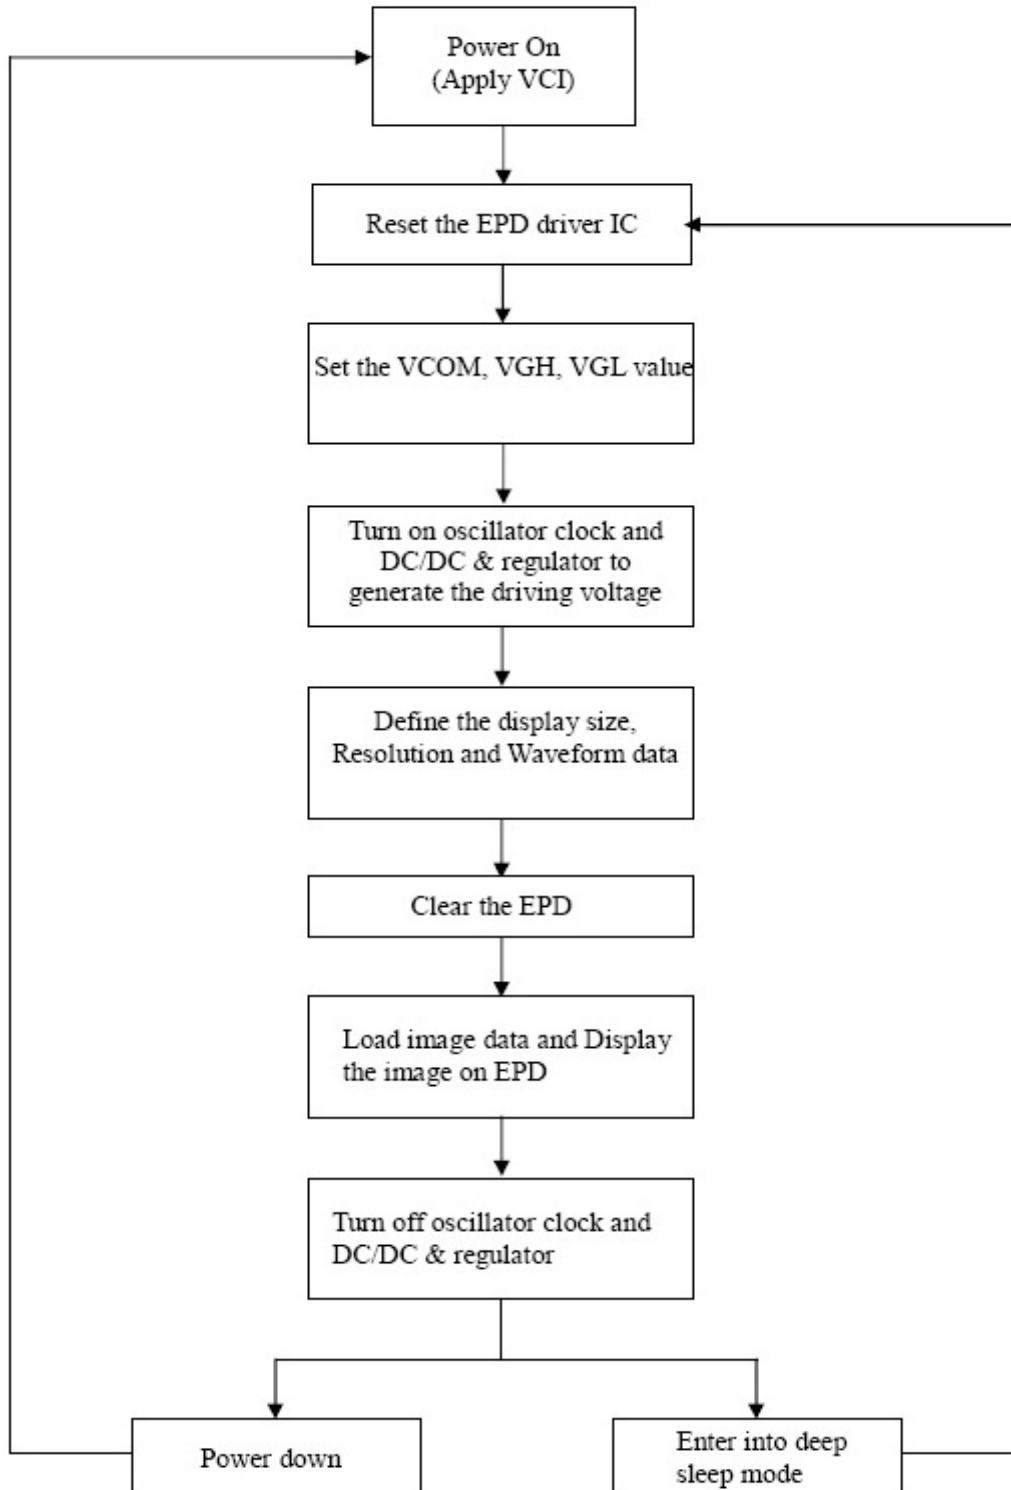 Power On
(Apply VCI)
Reset the EPD driver IC
Set the VCOM, VGH, VGL value
Turn on oscillator clock and
DC/DC & regulator to
generate the driving voltage
Define the display size,
Resolution and Waveform data
Clear the EPD
Load image data and Display
the image on EPD
Turn off oscillator clock and
DC/DC & regulator
Power down
Enter into deep
sleep mode